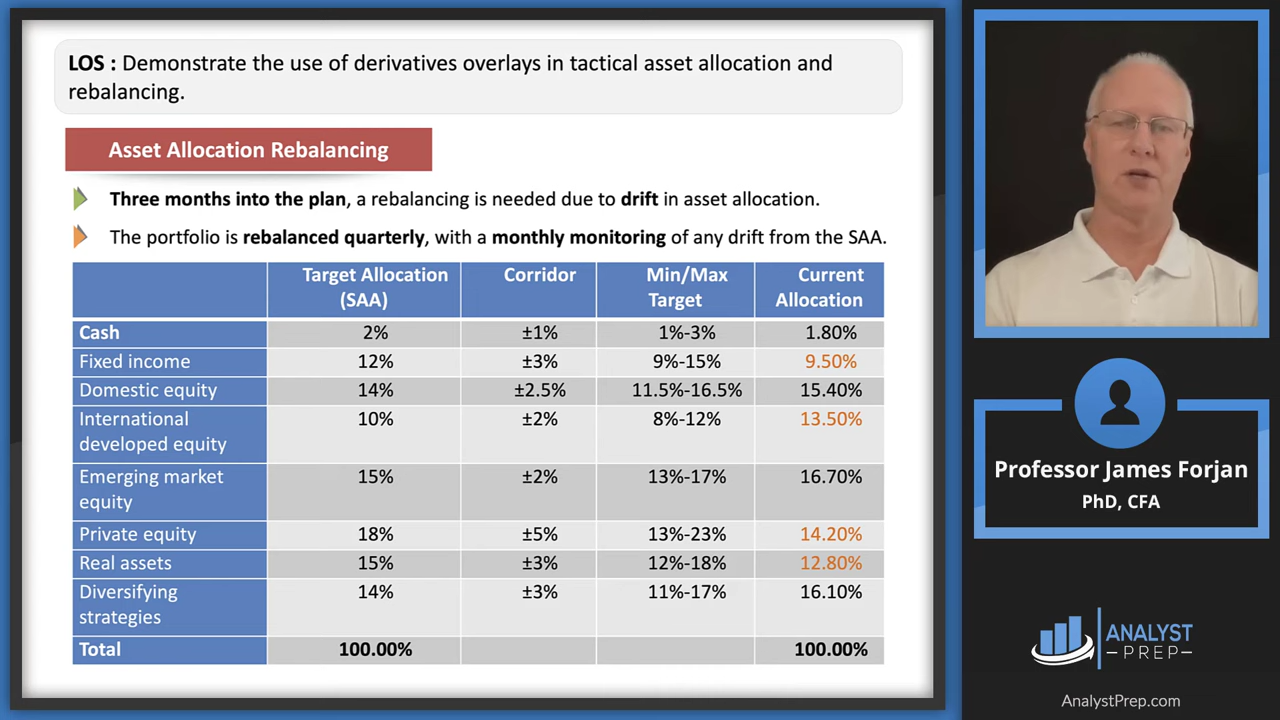 LOS : Demonstrate the use of derivatives overlays in tactical asset allocation and
rebalancing.
Asset Allocation Rebalancing
Three months into the plan, a rebalancing is needed due to drift in asset allocation.
The portfolio is rebalanced quarterly, with a monthly monitoring of any drift from the SAA.
Target Allocation (SAA) Corridor Min/Max Target Current Allocation
Cash 2% ±1% 1%-3% 1.80%
Fixed income 12% ±3% 9%-15% 9.50%
Domestic equity 14% ±2.5% 11.5%-16.5% 15.40%
International developed equity 10% ±2% 8%-12% 13.50%
Emerging market equity 15% ±2% 13%-17% 16.70%
Private equity 18% ±5% 13%-23% 14.20%
Real assets 15% ±3% 12%-18% 12.80%
Diversifying strategies 14% ±3% 11%-17% 16.10%
Total 100.00% 100.00%
Professor James Forjan
PhD, CFA
ANALYST
PREP
AnalystPrep.com